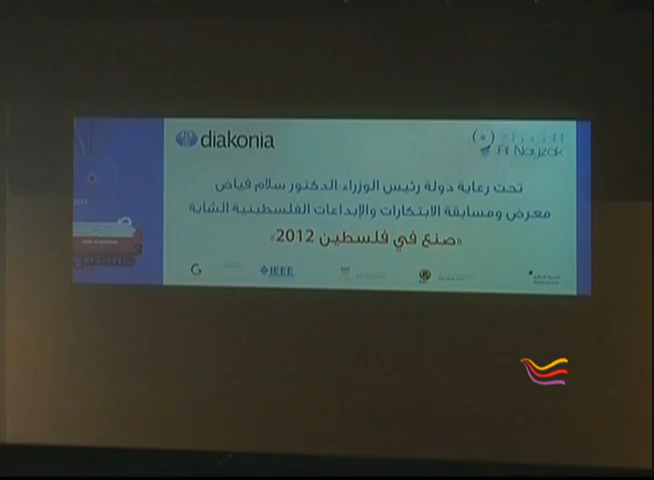 diakonia
النيزك
Al Nayzak
تحت رعاية دولة رئيس الوزراء الدكتور سلام فياض
معرض ومسابقة الابتكارات والإبداعات الفلسطينية الشابة
«صنع في فلسطين 2012»
G
IEEE